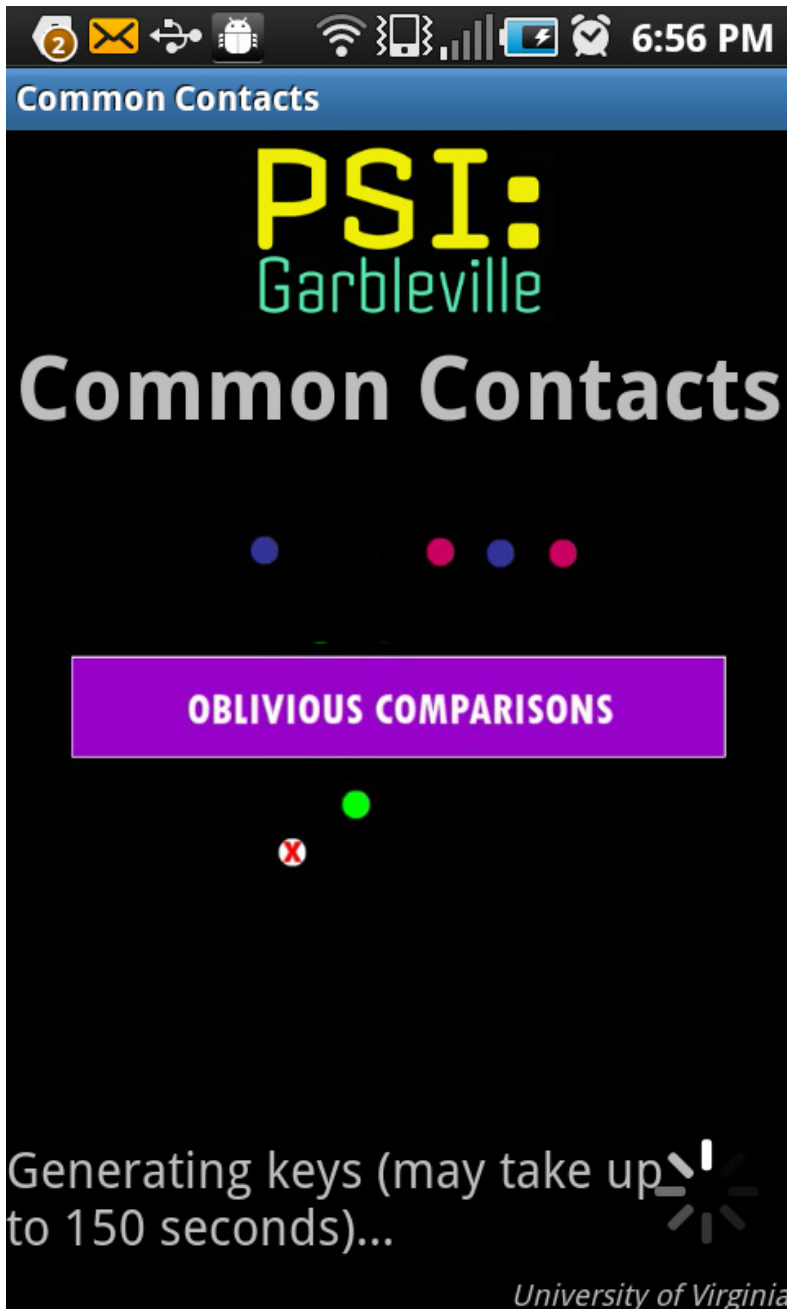 2
6:56 PM
Common Contacts
PSI:
Garbleville
Common Contacts
OBLIVIOUS COMPARISONS
X
Generating keys (may take up
to 150 seconds)...
University of Virginia